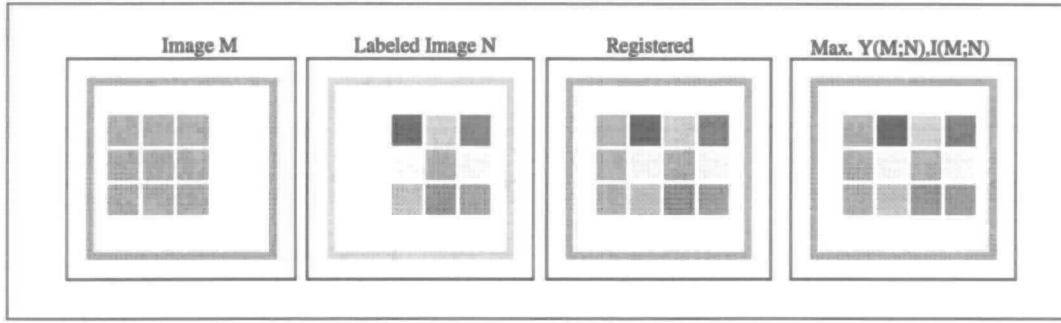 Image M
Labeled Image N
Registered
Max. Y(M;N),I(M;N)